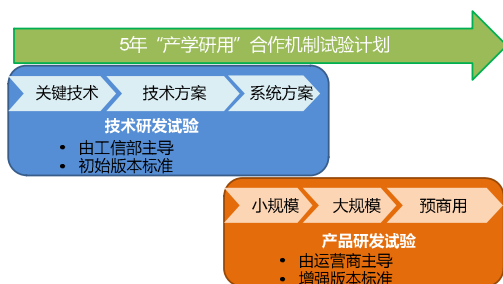 5年“产学研用”合作机制试验计划
关键技术 技术方案 系统方案
技术研发试验
• 由工信部主导
• 初始版本标准
小规模 大规模 预商用
产品研发试验
• 由运营商主导
• 增强版本标准